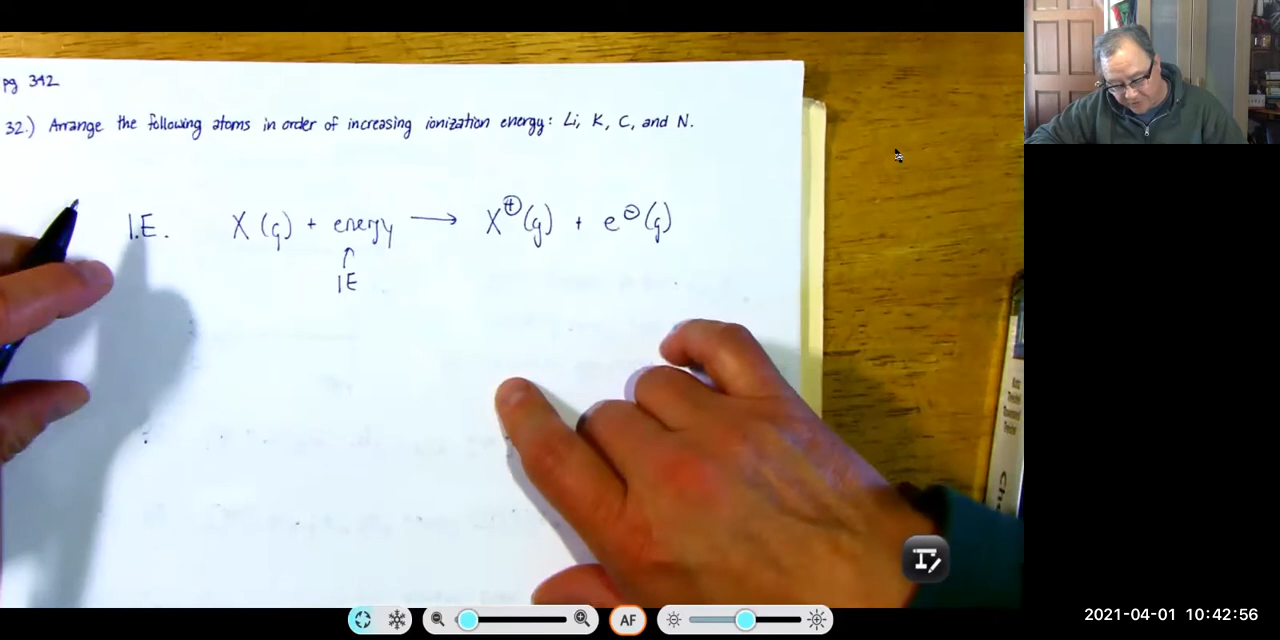 pg 342
32.) Arrange the following atoms in order of increasing ionization energy: Li, K, C, and N.
I.E. X (g) + energy → X⊕(g) + e⊖(g)
↑
IE
AF
2021-04-01 10:42:56